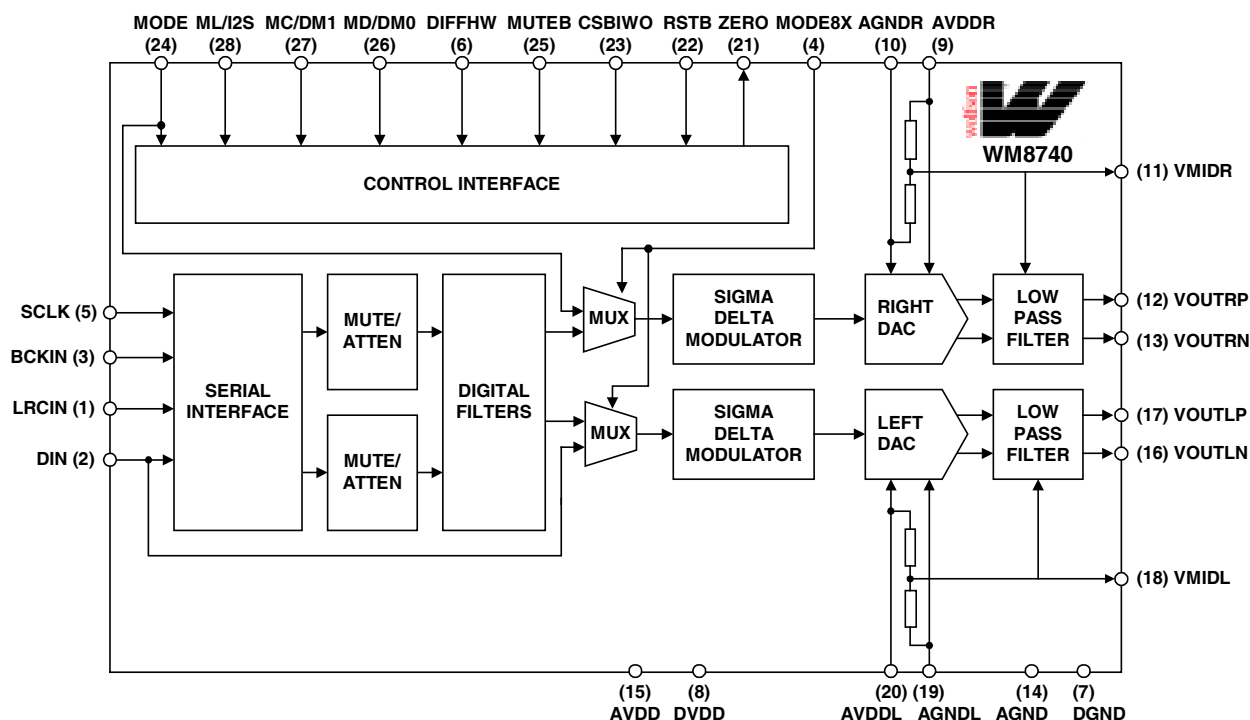 MODE ML/I2S MC/DM1 MD/DM0 DIFFHW MUTEB CSBIWO RSTB ZERO MODE8X AGNDR AVDDR
(24) (28) (27) (26) (6) (25) (23) (22) (21) (4) (10) (9)
wolfson
WM8740
CONTROL INTERFACE
(11) VMIDR
SCLK (5)
BCKIN (3)
LRCIN (1)
DIN (2)
SERIAL
INTERFACE
MUTE/
ATTEN
MUTE/
ATTEN
DIGITAL
FILTERS
MUX
MUX
SIGMA
DELTA
MODULATOR
SIGMA
DELTA
MODULATOR
RIGHT
DAC
LEFT
DAC
LOW
PASS
FILTER
LOW
PASS
FILTER
(12) VOUTRP
(13) VOUTRN
(17) VOUTLP
(16) VOUTLN
(18) VMIDL
(15) (8) (20) (19) (14) (7)
AVDD DVDD AVDDL AGNDL AGND DGND